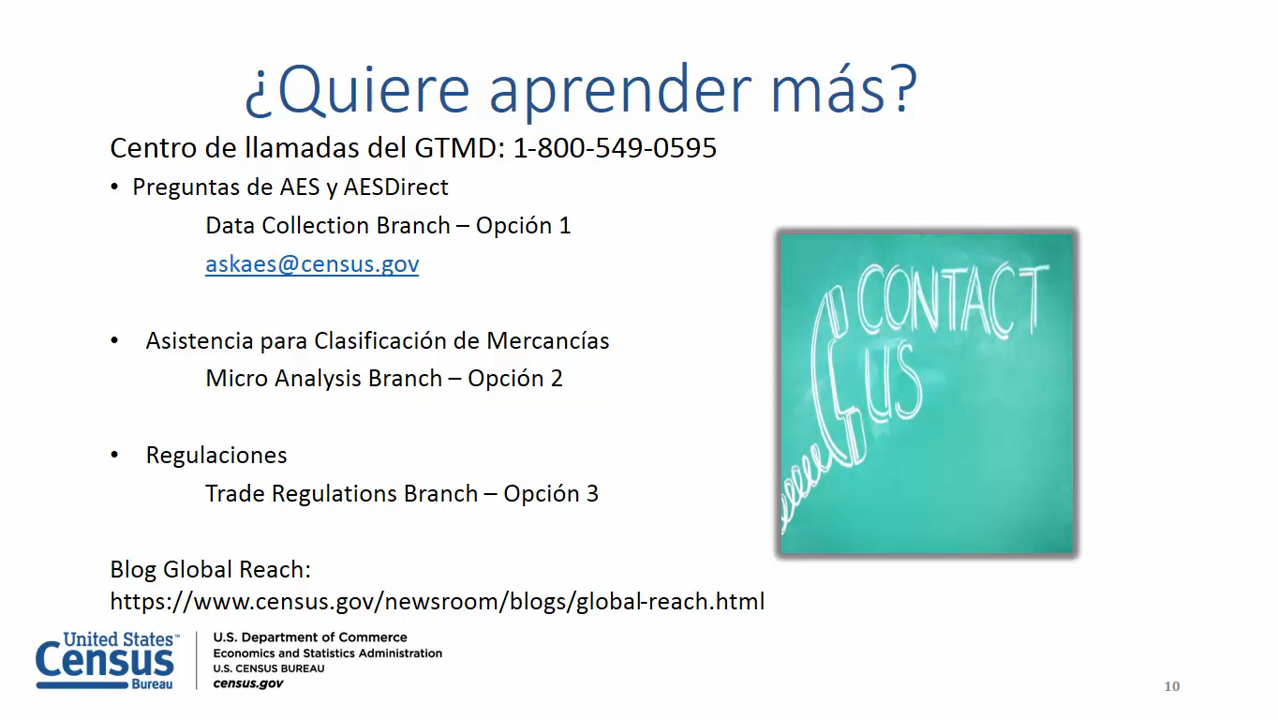 ¿Quiere aprender más?
Centro de llamadas del GTMD: 1-800-549-0595
• Preguntas de AES y AESDirect
Data Collection Branch – Opción 1
askaes@census.gov
• Asistencia para Clasificación de Mercancías
Micro Analysis Branch – Opción 2
• Regulaciones
Trade Regulations Branch – Opción 3
Blog Global Reach:
https://www.census.gov/newsroom/blogs/global-reach.html
CONTACT
US
United States™
Census
Bureau
U.S. Department of Commerce
Economics and Statistics Administration
U.S. CENSUS BUREAU
census.gov
10